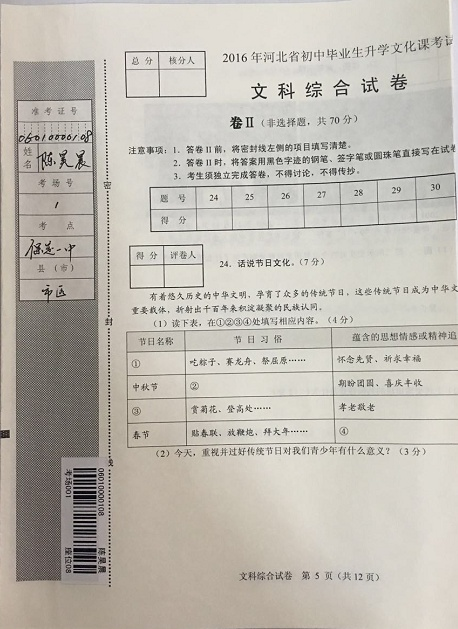 准考证号
06010000108
姓名
陈昊晨
考场号
1
考点
县（市）
市区
密
封
线
06010000108 陈昊晨
考场001 座位08
总分 核分人
2016年河北省初中毕业生升学文化课考试
文科综合试卷
卷Ⅱ（非选择题，共70分）
注意事项：1．答卷Ⅱ前，将密封线左侧的项目填写清楚。
2．答卷Ⅱ时，将答案用黑色字迹的钢笔、签字笔或圆珠笔直接写在试卷
3．考生须独立完成答卷，不得讨论，不得传抄。
题号 24 25 26 27 28 29 30
得分
得分 评卷人
24．话说节日文化。（7分）
有着悠久历史的中华文明，孕育了众多的传统节日，这些传统节日成为中华文
重要载体，折射出千百年来积淀凝聚的民族认同。
（1）读下表，在①②③④处填写相应内容。（4分）
节日名称 节日习俗 蕴含的思想情感或精神追
① 吃粽子、赛龙舟、祭屈原…… 怀念先贤、祈求幸福
中秋节 ② 期盼团圆、喜庆丰收
③ 赏菊花、登高处…… 孝老敬老
春节 贴春联、放鞭炮、拜大年…… ④
（2）今天，重视并过好传统节日对我们青少年有什么意义？（3分）
文科综合试卷 第5页（共12页）